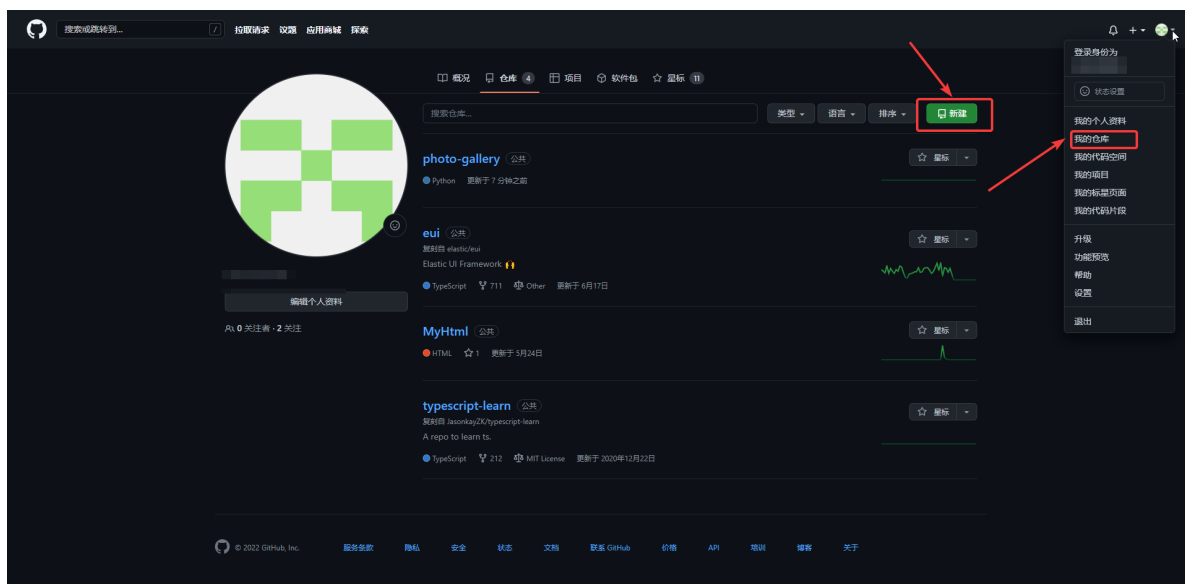 搜索或跳转到... /
拉取请求 议题 应用商城 探索
登录身份为
状态设置
我的个人资料
我的仓库
我的代码空间
我的项目
我的标星页面
我的代码片段
升级
功能预览
帮助
设置
退出
概况 仓库 4 项目 软件包 星标 11
搜索仓库... 类型 语言 排序 新建
photo-gallery 公共 星标
Python 更新于 7 分钟之前
eui 公共 星标
复刻自 elastic/eui
Elastic UI Framework
TypeScript 711 Other 更新于 6月17日
MyHtml 公共 星标
HTML 1 更新于 5月24日
typescript-learn 公共 星标
复刻自 JasonkayZK/typescript-learn
A repo to learn ts.
TypeScript 212 MIT License 更新于 2020年12月22日
编辑个人资料
0 关注者 · 2 关注
© 2022 GitHub, Inc. 服务条款 隐私 安全 状态 文档 联系 GitHub 价格 API 培训 博客 关于